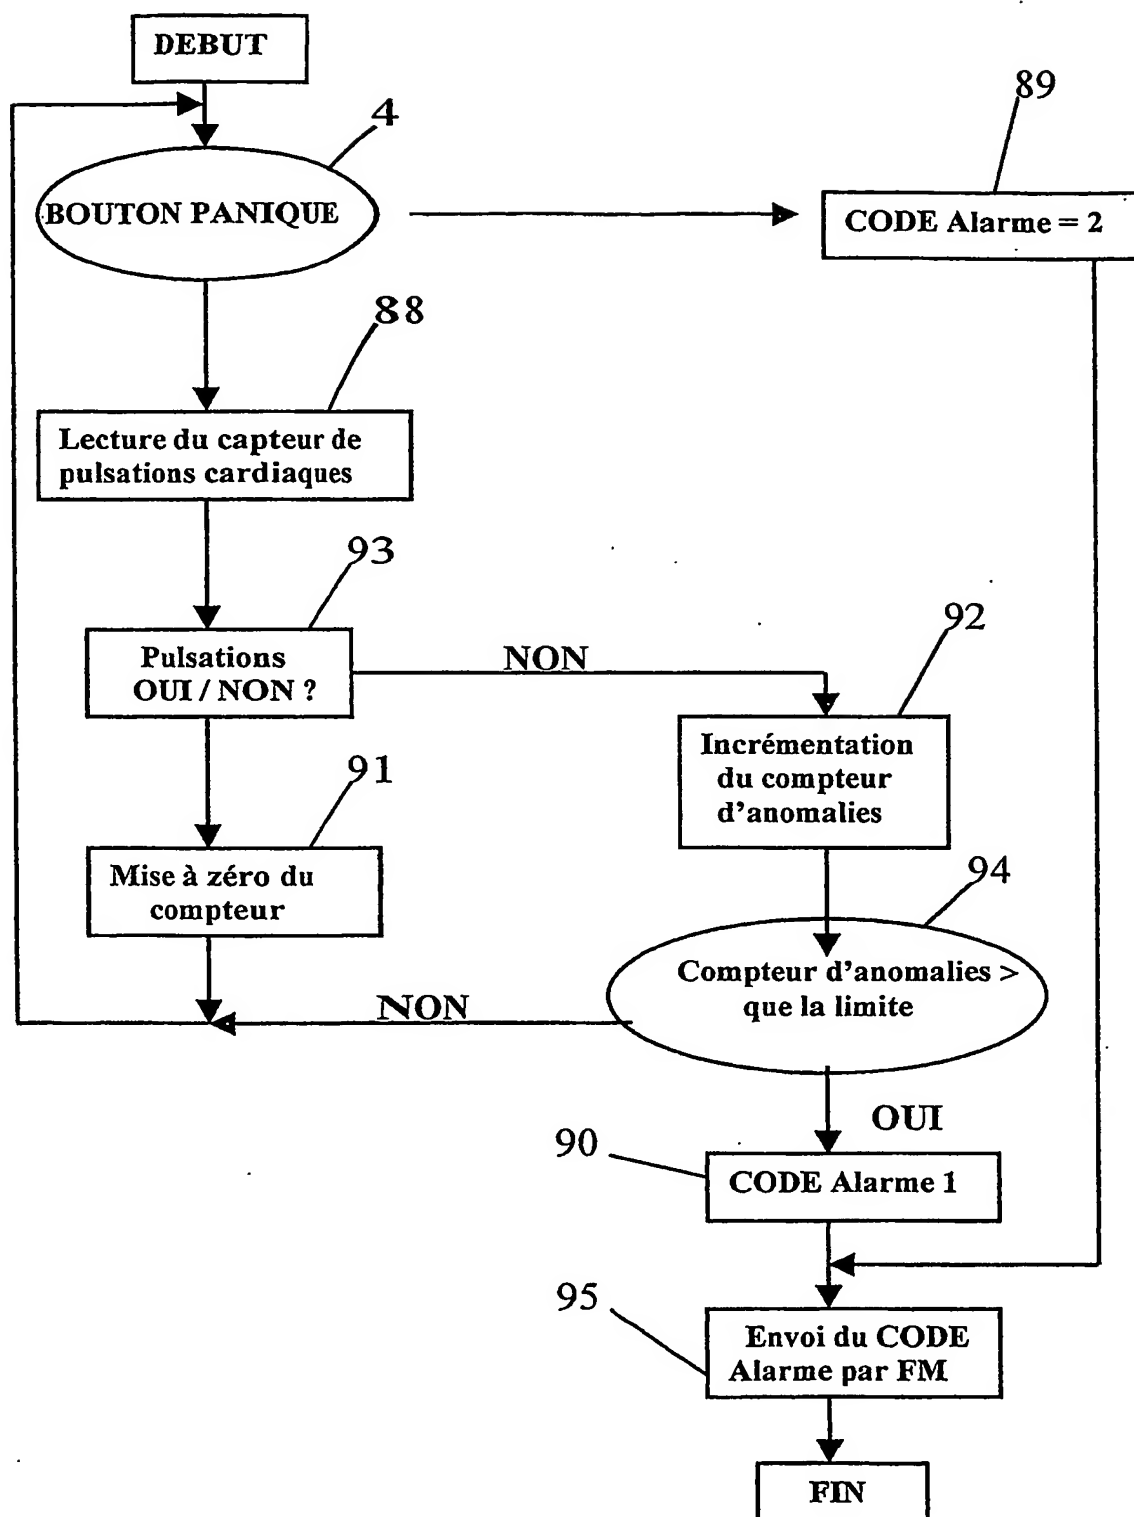 DEBUT
89
4
BOUTON PANIQUE
CODE Alarme = 2
88
Lecture du capteur de
pulsations cardiaques
93
Pulsations
OUI / NON ?
NON
92
Incrémentation
du compteur
d'anomalies
91
Mise à zéro du
compteur
94
Compteur d'anomalies >
que la limite
NON
OUI
90
CODE Alarme 1
95
Envoi du CODE
Alarme par FM
FIN